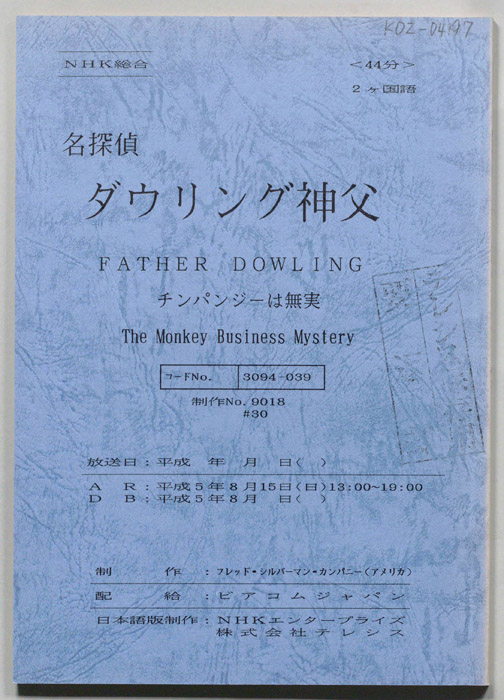 KDZ-0497
NHK総合
<44分>
2ヶ国語
名探偵
ダウリング神父
FATHER DOWLING
チンパンジーは無実
The Monkey Business Mystery
コードNo. 3094-039
制作No. 9018
#30
放送日:平成 年 月 日( )
A R:平成5年8月15日(日)13:00~19:00
D B:平成5年8月 日( )
制 作:フレッド・シルバーマン・カンパニー(アメリカ)
配 給:ビアコムジャパン
日本語版制作:NHKエンタープライズ
株式会社テレシス